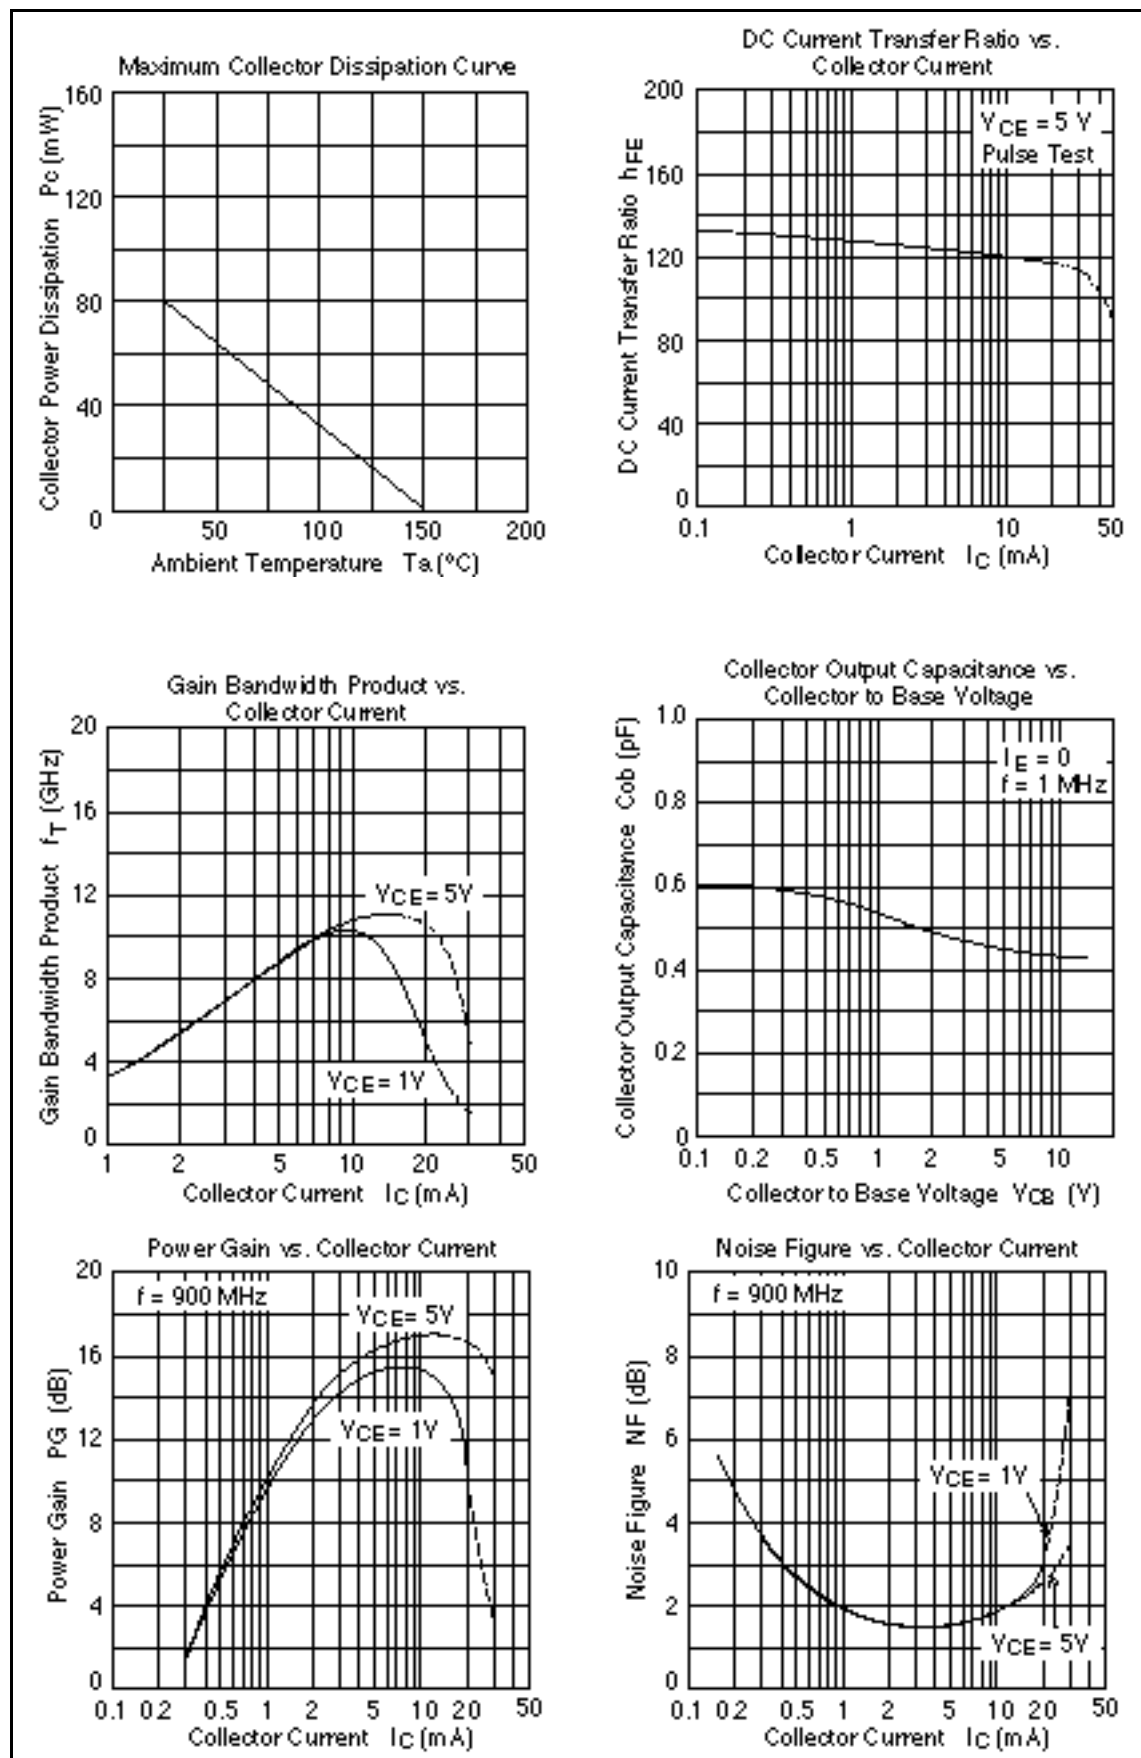 Maximum Collector Dissipation Curve
Collector Power Dissipation Pc (mW)
160
120
80
40
0
50 100 150 200
Ambient Temperature Ta (°C)
DC Current Transfer Ratio vs.
Collector Current
DC Current Transfer Ratio hFE
200
160
120
80
40
0
VCE = 5 V
Pulse Test
0.1 1 10 50
Collector Current IC (mA)
Gain Bandwidth Product vs.
Collector Current
Gain Bandwidth Product fT (GHz)
20
16
12
8
4
0
VCE = 5V
VCE = 1V
1 2 5 10 20 50
Collector Current IC (mA)
Collector Output Capacitance vs.
Collector to Base Voltage
Collector Output Capacitance Cob (pF)
1.0
0.8
0.6
0.4
0.2
0
IE = 0
f = 1 MHz
0.1 0.2 0.5 1 2 5 10
Collector to Base Voltage VCB (V)
Power Gain vs. Collector Current
Power Gain PG (dB)
20
16
12
8
4
0
f = 900 MHz
VCE = 5V
VCE = 1V
0.1 0.2 0.5 1 2 5 10 20 50
Collector Current IC (mA)
Noise Figure vs. Collector Current
Noise Figure NF (dB)
10
8
6
4
2
0
f = 900 MHz
VCE = 1V
VCE = 5V
0.1 0.2 0.5 1 2 5 10 20 50
Collector Current IC (mA)